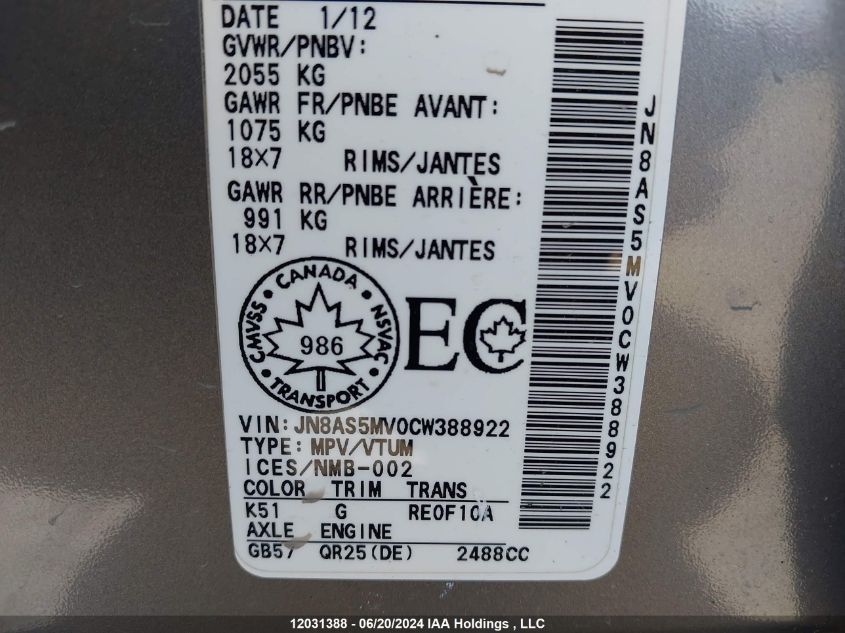 DATE 1/12
GVWR/PNBV:
2055 KG
GAWR FR/PNBE AVANT:
1075 KG
18X7 RIMS/JANTES
GAWR RR/PNBE ARRIÈRE:
991 KG
18X7 RIMS/JANTES
CANADA
CMVSS NSVAC
986
TRANSPORT
EC
VIN: JN8AS5MV0CW388922
TYPE: MPV/VTUM
ICES/NMB-002
COLOR TRIM TRANS
K51 G RE0F10A
AXLE ENGINE
GB57 QR25(DE) 2488CC
JN8AS5MV0CW388922
12031388 - 06/20/2024 IAA Holdings , LLC